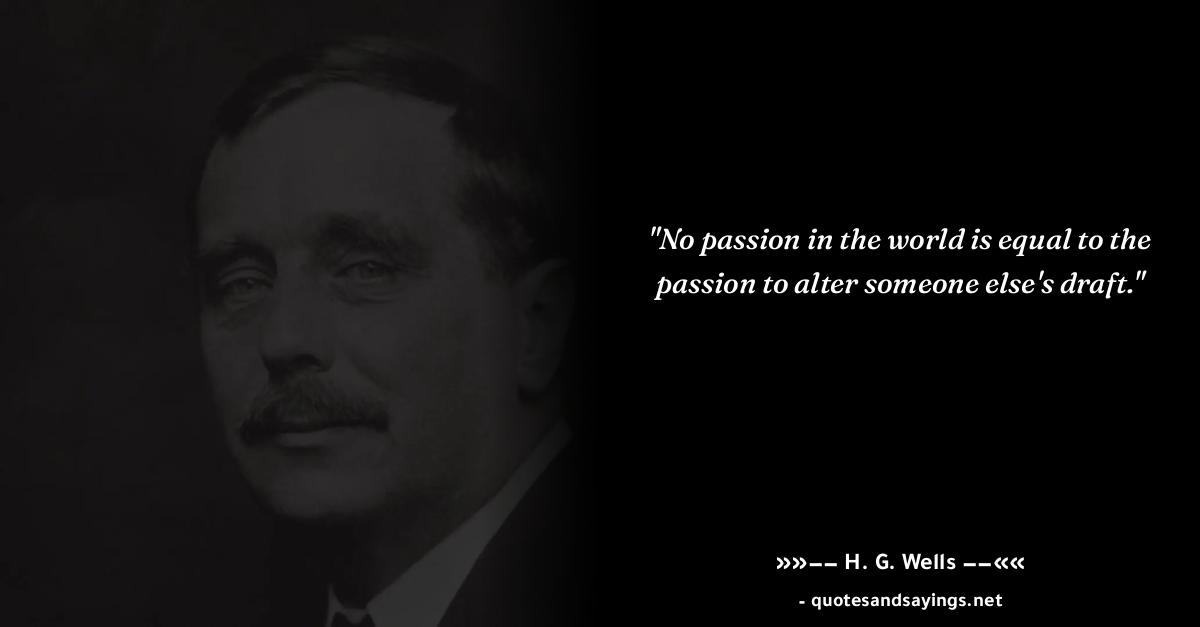 "No passion in the world is equal to the
passion to alter someone else's draft."
»»−− H. G. Wells −−««
- quotesandsayings.net